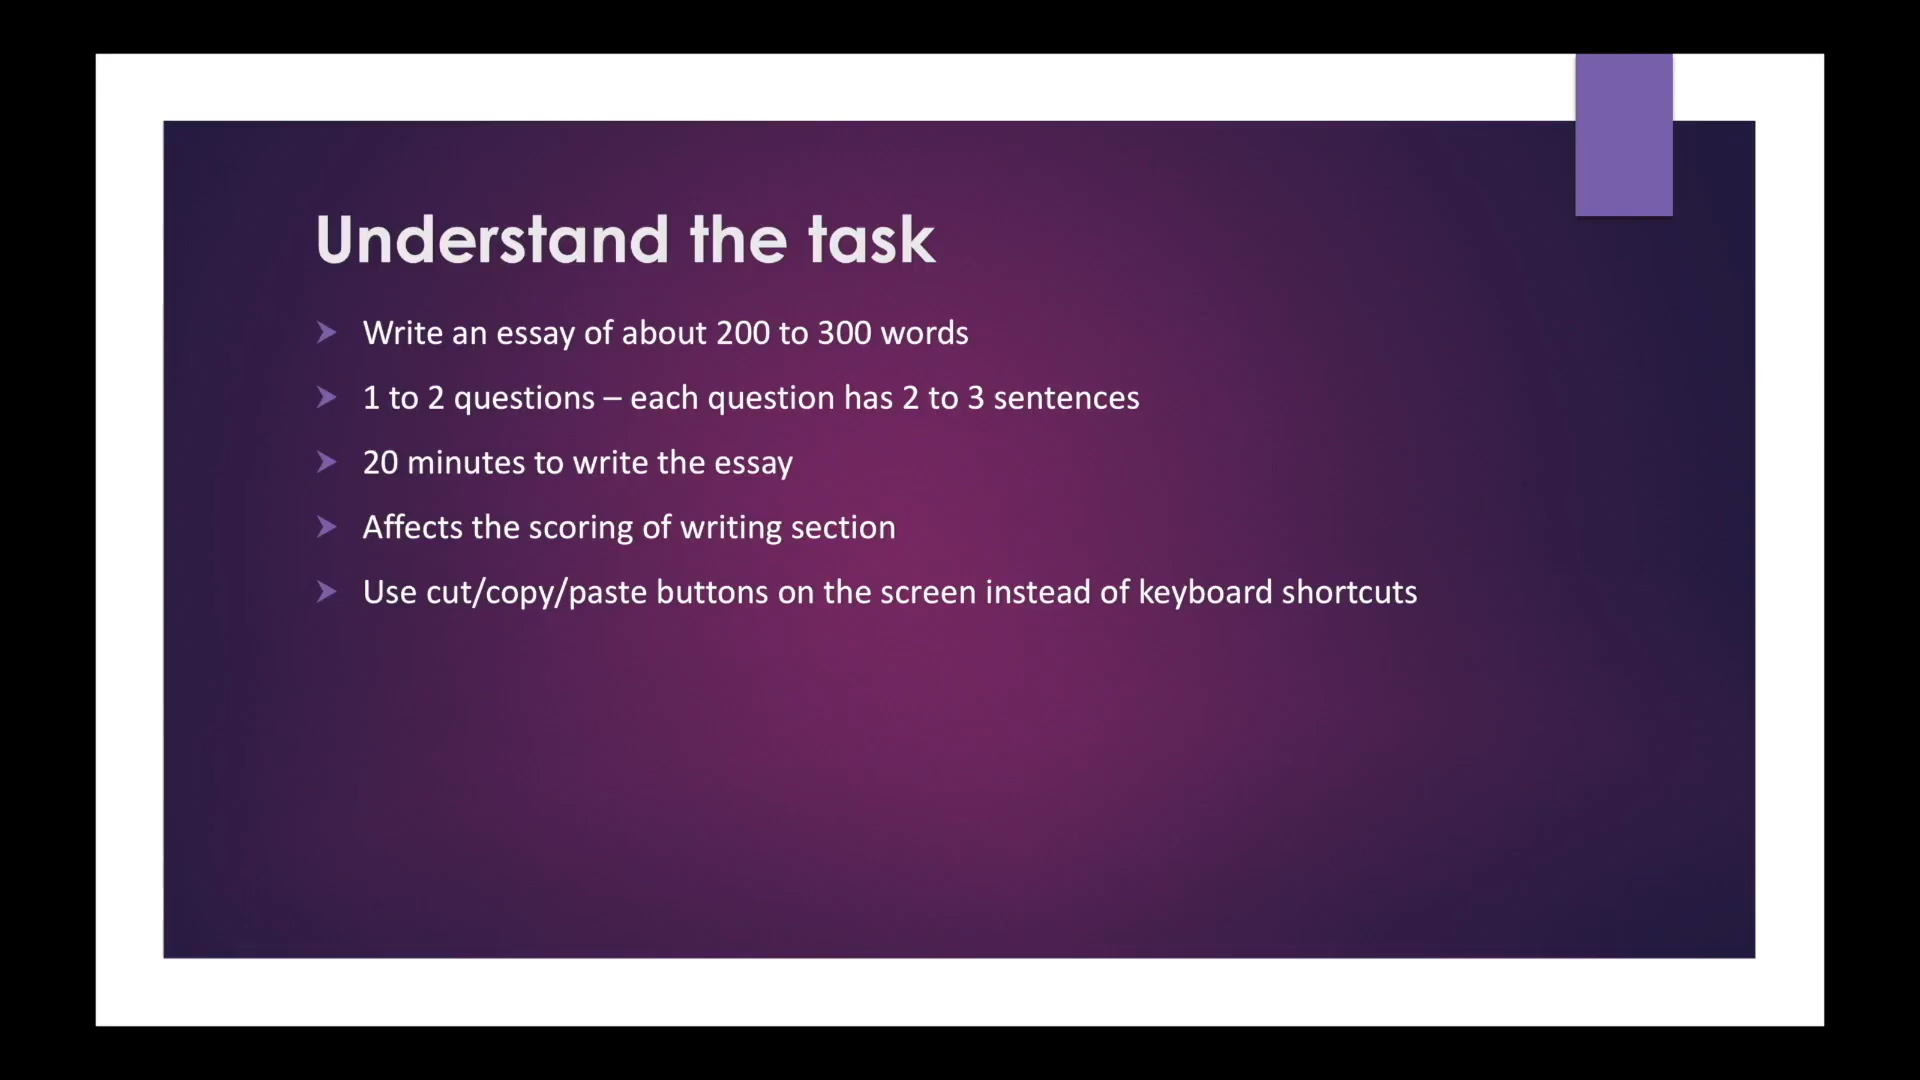 Understand the task
Write an essay of about 200 to 300 words
1 to 2 questions – each question has 2 to 3 sentences
20 minutes to write the essay
Affects the scoring of writing section
Use cut/copy/paste buttons on the screen instead of keyboard shortcuts